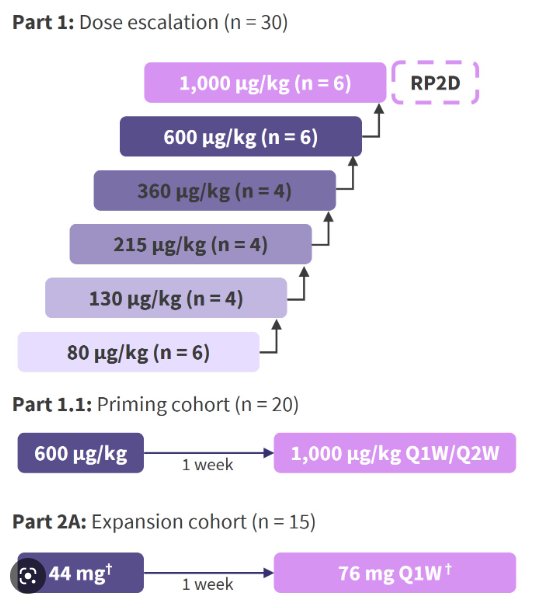 Part 1: Dose escalation (n = 30)
1,000 µg/kg (n = 6) RP2D
600 µg/kg (n = 6)
360 µg/kg (n = 4)
215 µg/kg (n = 4)
130 µg/kg (n = 4)
80 µg/kg (n = 6)
Part 1.1: Priming cohort (n = 20)
600 µg/kg 1 week 1,000 µg/kg Q1W/Q2W
Part 2A: Expansion cohort (n = 15)
44 mg† 1 week 76 mg Q1W†